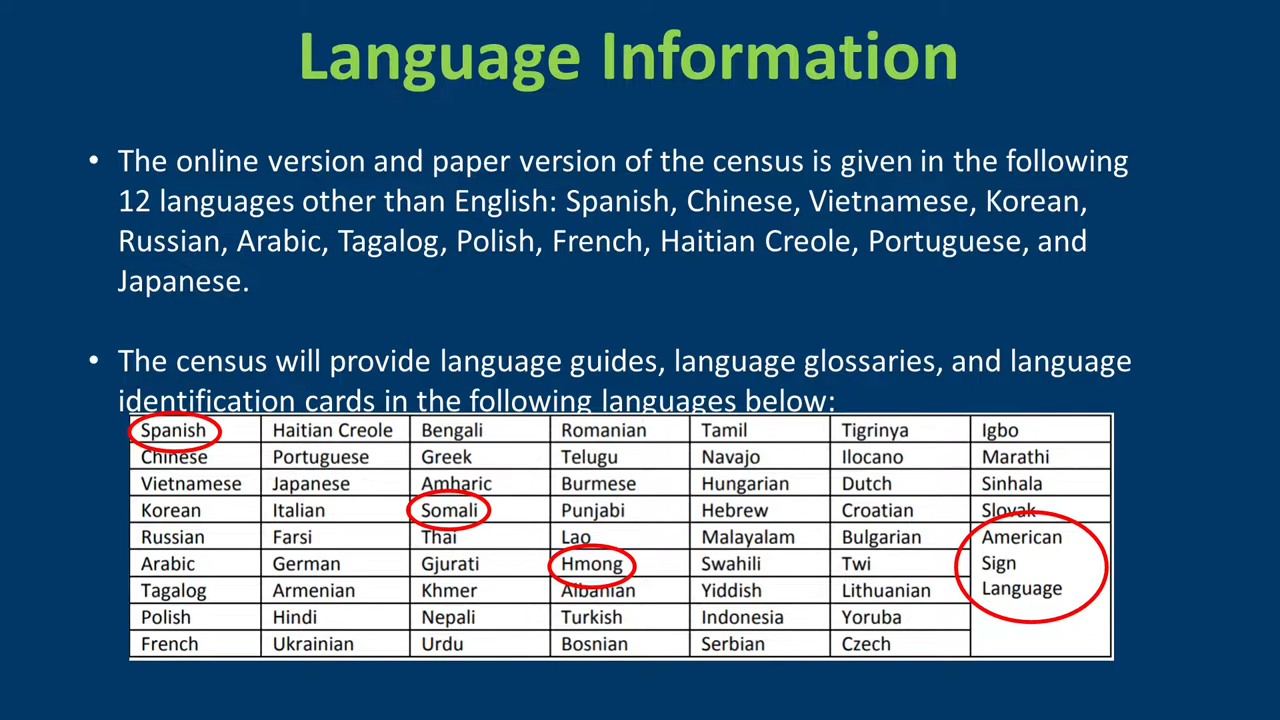 Language Information
• The online version and paper version of the census is given in the following
12 languages other than English: Spanish, Chinese, Vietnamese, Korean,
Russian, Arabic, Tagalog, Polish, French, Haitian Creole, Portuguese, and
Japanese.
• The census will provide language guides, language glossaries, and language
identification cards in the following languages below:
Spanish Haitian Creole Bengali Romanian Tamil Tigrinya Igbo
Chinese Portuguese Greek Telugu Navajo Ilocano Marathi
Vietnamese Japanese Amharic Burmese Hungarian Dutch Sinhala
Korean Italian Somali Punjabi Hebrew Croatian Slovak
Russian Farsi Thai Lao Malayalam Bulgarian American
Arabic German Gjurati Hmong Swahili Twi Sign
Tagalog Armenian Khmer Albanian Yiddish Lithuanian Language
Polish Hindi Nepali Turkish Indonesia Yoruba
French Ukrainian Urdu Bosnian Serbian Czech